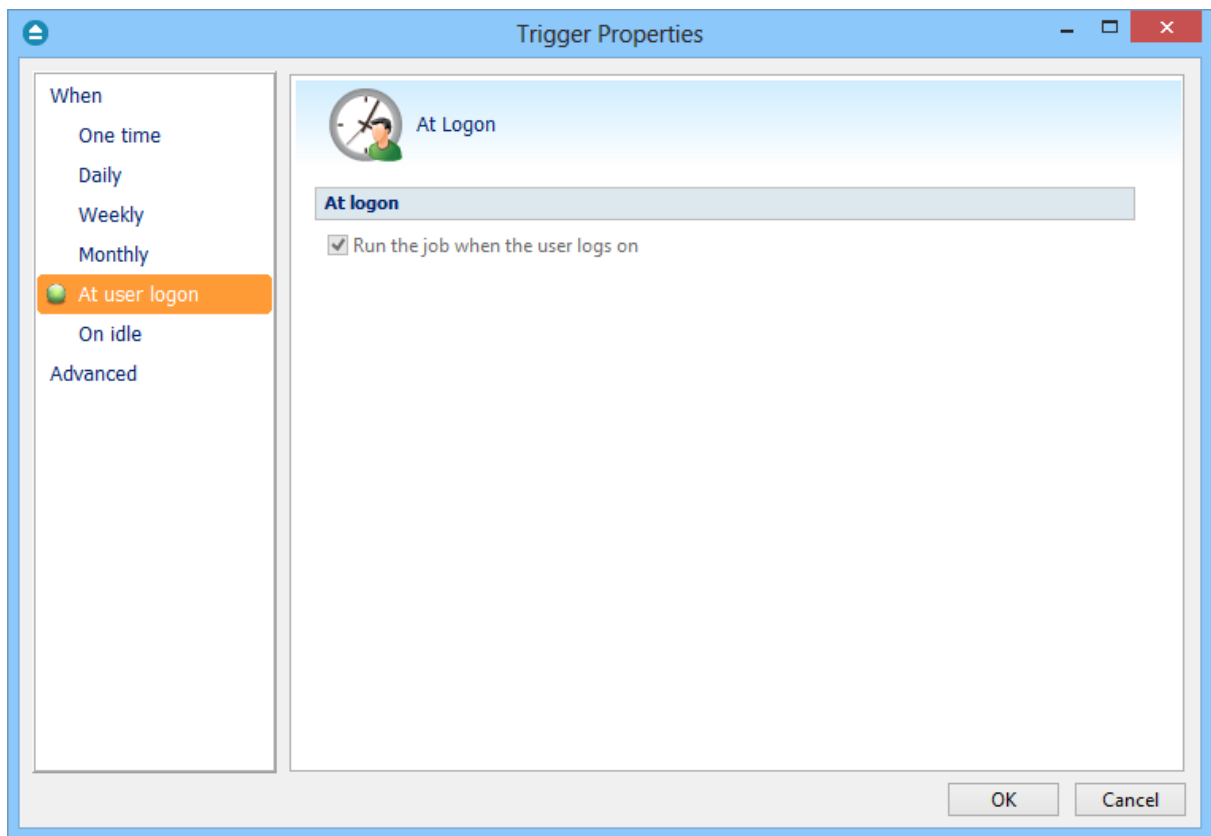 Trigger Properties
When
One time
Daily
Weekly
Monthly
At user logon
On idle
Advanced
At Logon
At logon
Run the job when the user logs on
OK
Cancel